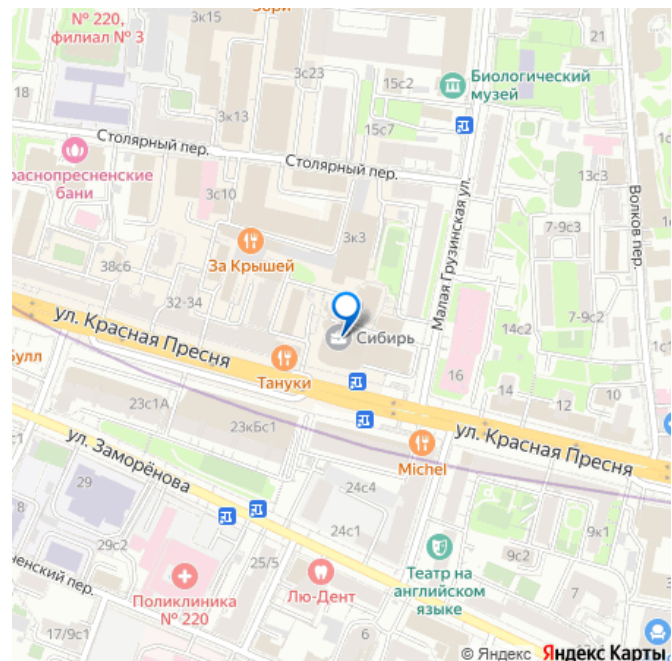 Зори
3к15
№ 220,
филиал № 3
21
3с23
15с2
Биологический
музей
18
3к13
15с7
Столярный пер.
Столярный пер.
раснопресненские
бани
3с10
13с3
Волков пер.
3к3
7-9с3
За Крышей
Малая Грузинская ул.
38с6
32-34
14с2
ул. Красная Пресня
Сибирь
булл
Тануки
16
14
12
10
23с1А
23кБс1
ул. Красная Пресня
Michel
ул. Заморёнова
29
24с4
8
24с1
9к1
29с2
9с2
25/5
Театр на
английском
языке
ненский пер.
Поликлиника
№ 220
Лю-Дент
7
17/9с1
6
5
© Яндекс Яндекс Карты